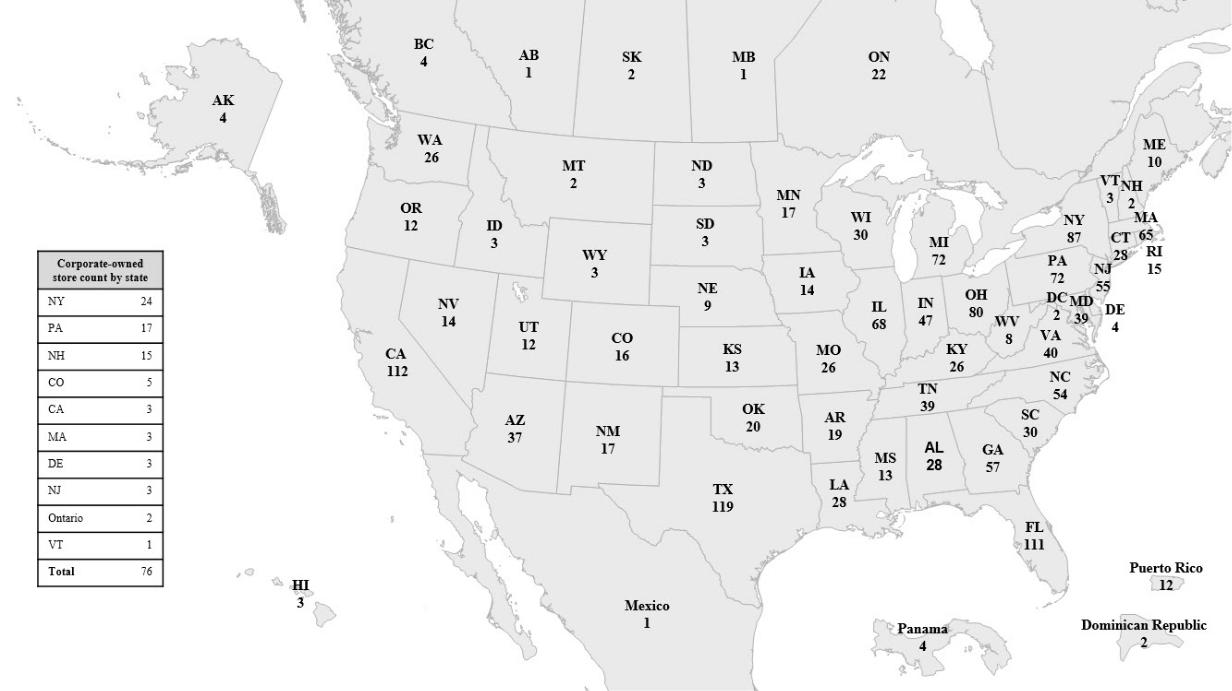 BC
4
AB
1
SK
2
MB
1
ON
22
AK
4
WA
26
MT
2
ND
3
MN
17
ME
10
VT
3
NH
2
OR
12
ID
3
SD
3
WI
30
MI
72
NY
87
MA
65
CT
28
RI
15
WY
3
NE
9
IA
14
PA
72
NJ
55
NV
14
UT
12
CO
16
KS
13
MO
26
IL
68
IN
47
OH
80
WV
8
DC
2
MD
39
DE
4
VA
40
KY
26
CA
112
NC
54
TN
39
SC
30
AZ
37
NM
17
OK
20
AR
19
MS
13
AL
28
GA
57
TX
119
LA
28
FL
111
HI
3
Mexico
1
Panama
4
Puerto Rico
12
Dominican Republic
2
Corporate-owned
store count by state
NY 24
PA 17
NH 15
CO 5
CA 3
MA 3
DE 3
NJ 3
Ontario 2
VT 1
Total 76